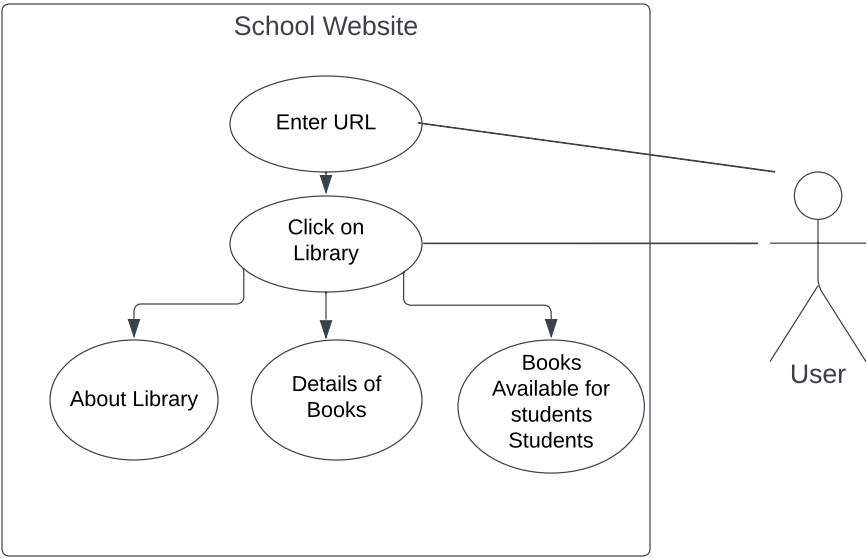 School Website
Enter URL
Click on
Library
About Library
Details of
Books
Books
Available for
students
Students
User